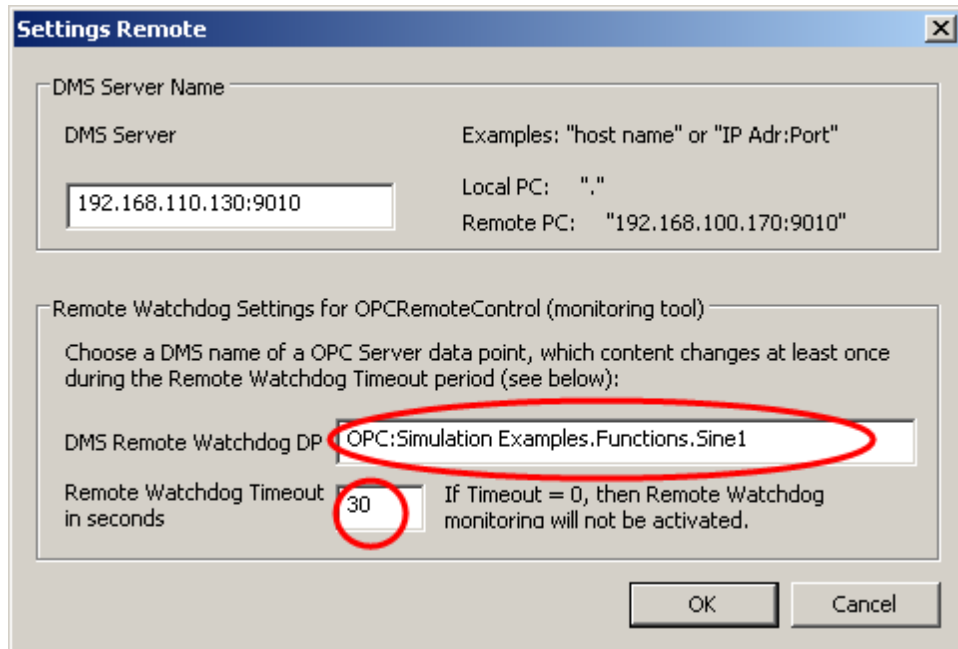 Settings Remote
DMS Server Name
DMS Server
Examples: "host name" or "IP Adr:Port"
192.168.110.130:9010
Local PC: "."
Remote PC: "192.168.100.170:9010"
Remote Watchdog Settings for OPCRemoteControl (monitoring tool)
Choose a DMS name of a OPC Server data point, which content changes at least once
during the Remote Watchdog Timeout period (see below):
DMS Remote Watchdog DP
OPC:Simulation Examples.Functions.Sine1
Remote Watchdog Timeout
in seconds
30
If Timeout = 0, then Remote Watchdog
monitoring will not be activated.
OK
Cancel